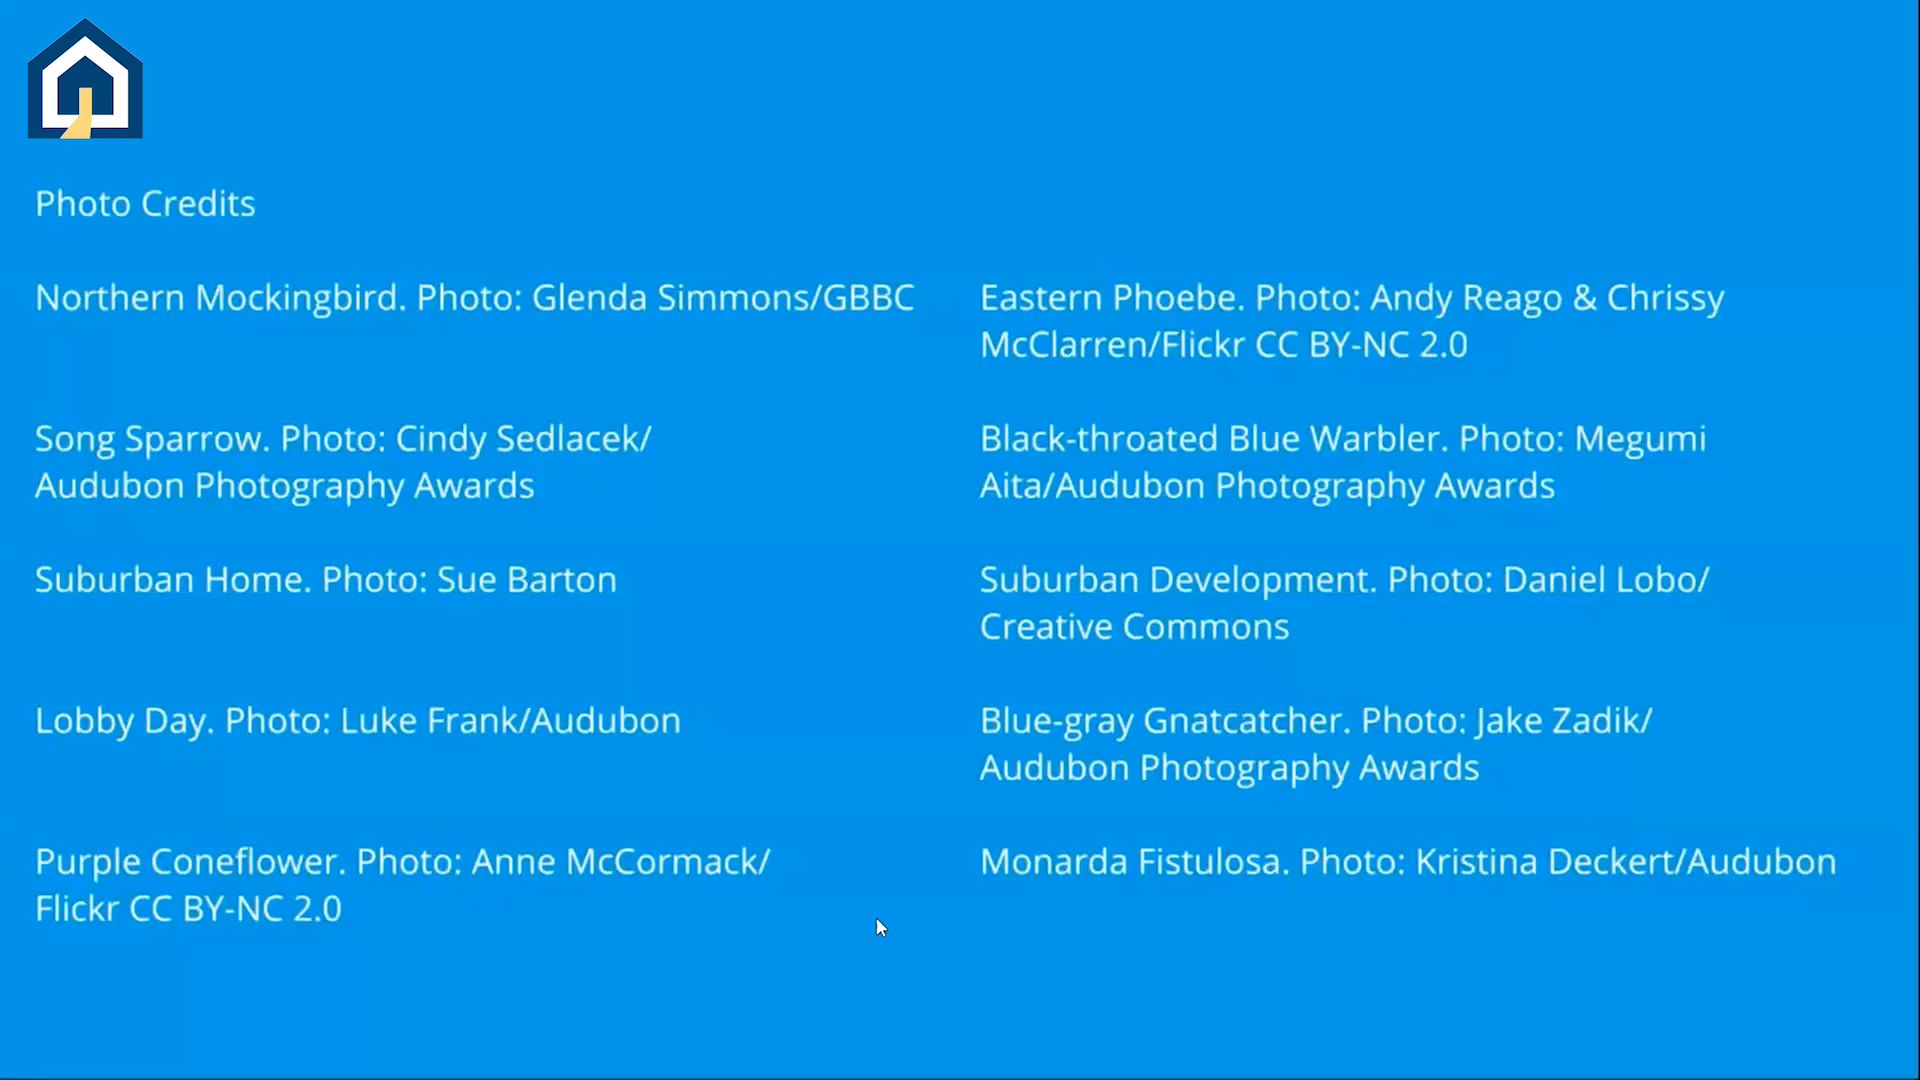 Photo Credits
Northern Mockingbird. Photo: Glenda Simmons/GBBC
Eastern Phoebe. Photo: Andy Reago & Chrissy
McClarren/Flickr CC BY-NC 2.0
Song Sparrow. Photo: Cindy Sedlacek/
Audubon Photography Awards
Black-throated Blue Warbler. Photo: Megumi
Aita/Audubon Photography Awards
Suburban Home. Photo: Sue Barton
Suburban Development. Photo: Daniel Lobo/
Creative Commons
Lobby Day. Photo: Luke Frank/Audubon
Blue-gray Gnatcatcher. Photo: Jake Zadik/
Audubon Photography Awards
Purple Coneflower. Photo: Anne McCormack/
Flickr CC BY-NC 2.0
Monarda Fistulosa. Photo: Kristina Deckert/Audubon